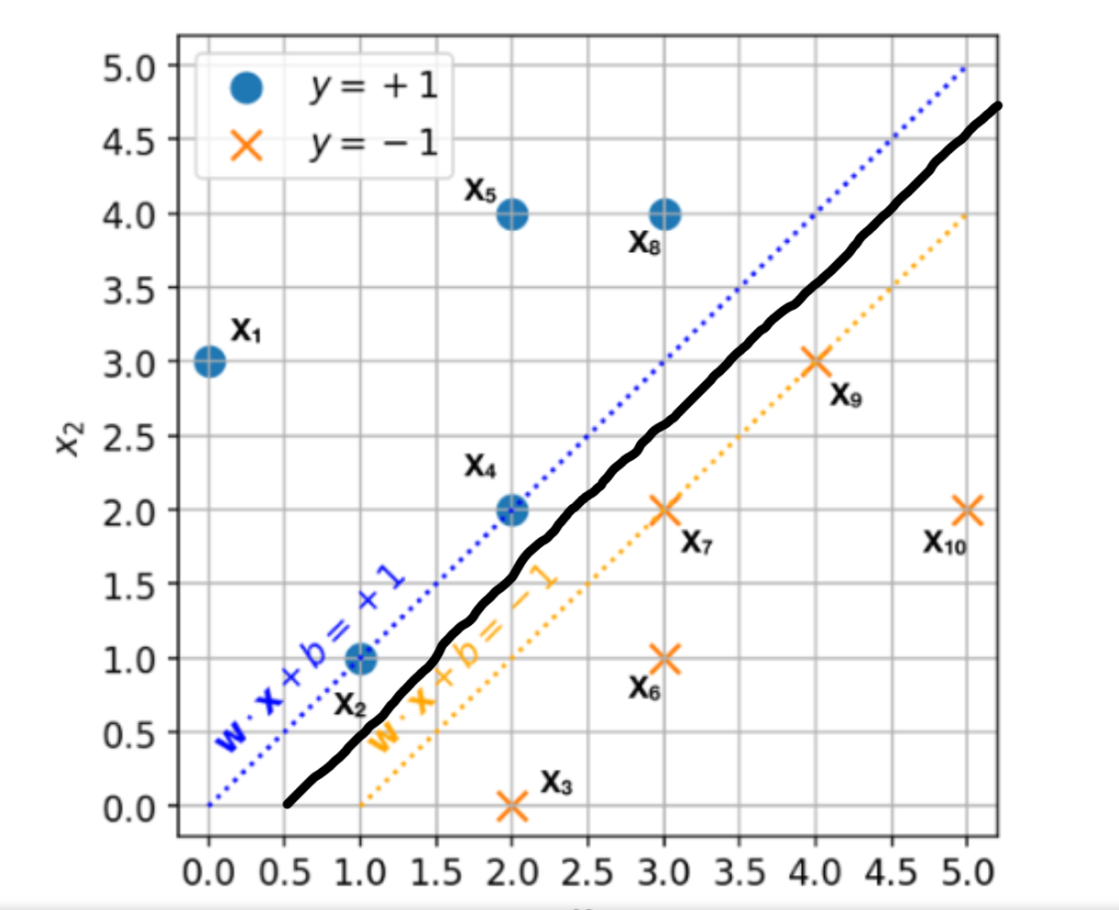 y = + 1
y = − 1
5.0
4.5
4.0
3.5
3.0
2.5
2.0
1.5
1.0
0.5
0.0
x₂
X₅
X₈
X₁
X₄
X₉
X₇
X₁₀
X₂
X₆
X₃
w · x + b = + 1
w · x + b = − 1
0.0 0.5 1.0 1.5 2.0 2.5 3.0 3.5 4.0 4.5 5.0